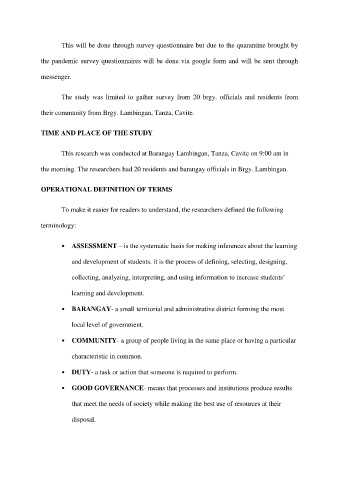 This will be done through survey questionnaire but due to the quarantine brought by
the pandemic survey questionnaires will be done via google form and will be sent through
messenger.
The study was limited to gather survey from 20 brgy. officials and residents from
their community from Brgy. Lambingan, Tanza, Cavite.
TIME AND PLACE OF THE STUDY
This research was conducted at Barangay Lambingan, Tanza, Cavite on 9:00 am in
the morning. The researchers had 20 residents and barangay officials in Brgy. Lambingan.
OPERATIONAL DEFINITION OF TERMS
To make it easier for readers to understand, the researchers defined the following
terminology:
• ASSESSMENT – is the systematic basis for making inferences about the learning
and development of students. it is the process of defining, selecting, designing,
collecting, analyzing, interpreting, and using information to increase students'
learning and development.
• BARANGAY- a small territorial and administrative district forming the most
local level of government.
• COMMUNITY- a group of people living in the same place or having a particular
characteristic in common.
• DUTY- a task or action that someone is required to perform.
• GOOD GOVERNANCE- means that processes and institutions produce results
that meet the needs of society while making the best use of resources at their
disposal.